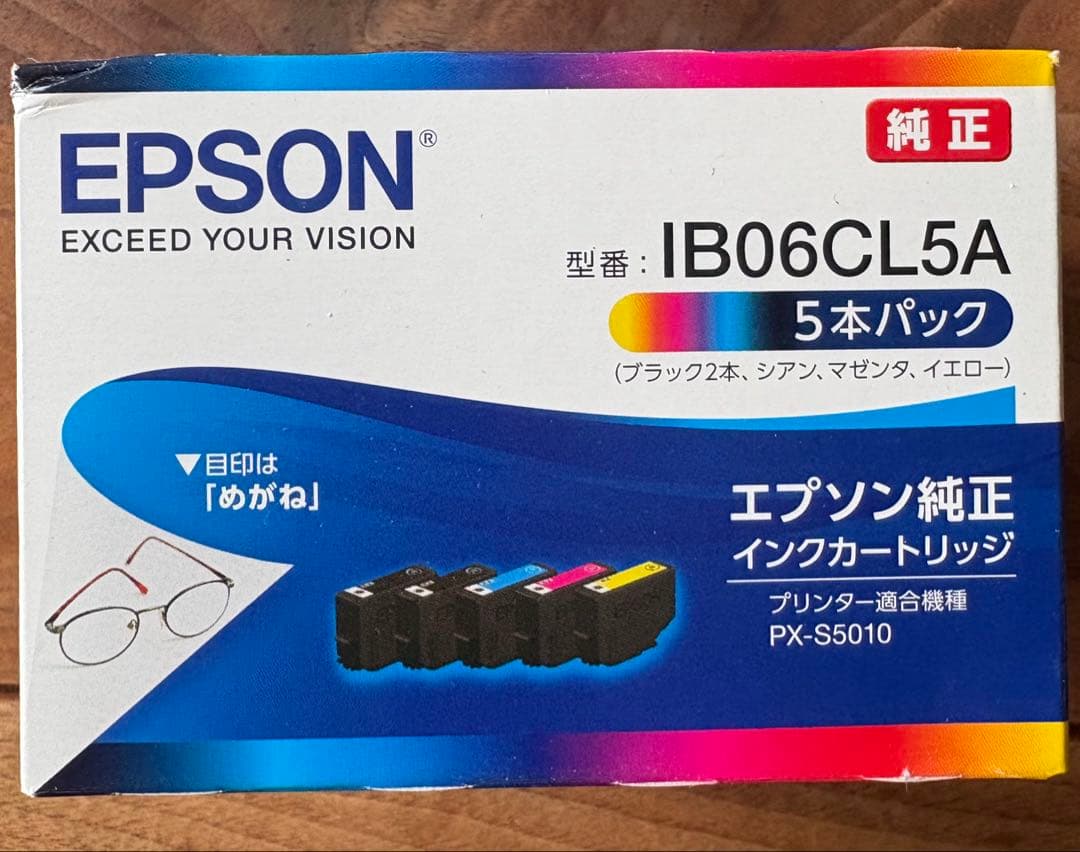 EPSON®
EXCEED YOUR VISION
純正
型番：IB06CL5A
5本パック
(ブラック2本、シアン、マゼンタ、イエロー)
▼目印は
「めがね」
エプソン純正
インクカートリッジ
プリンター適合機種
PX-S5010